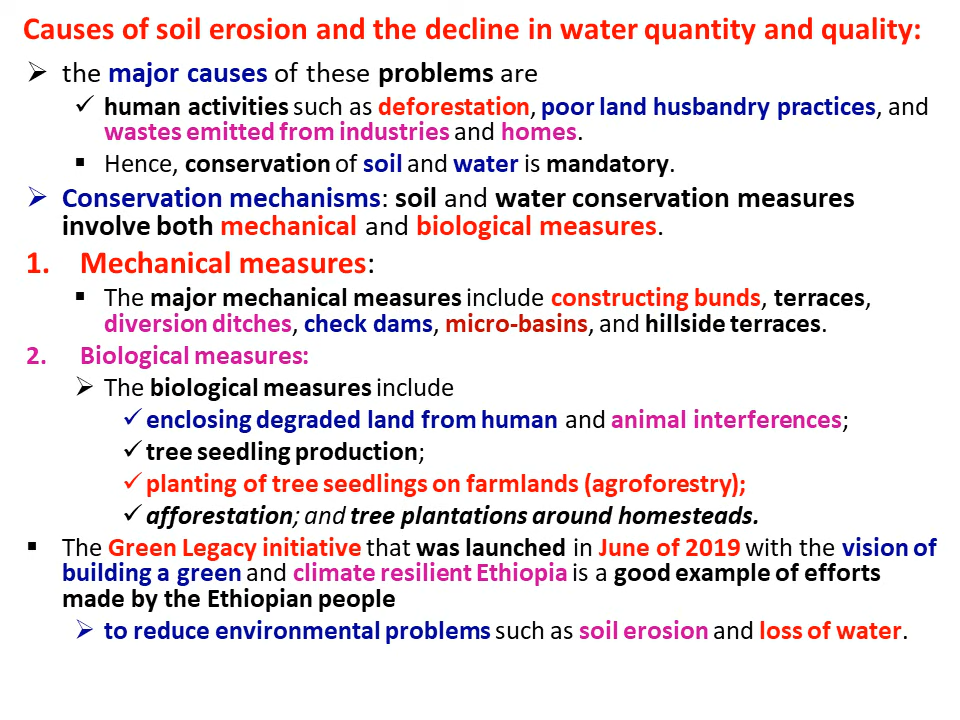 Causes of soil erosion and the decline in water quantity and quality:
➢ the major causes of these problems are
✓ human activities such as deforestation, poor land husbandry practices, and
wastes emitted from industries and homes.
▪ Hence, conservation of soil and water is mandatory.
➢ Conservation mechanisms: soil and water conservation measures
involve both mechanical and biological measures.
1. Mechanical measures:
▪ The major mechanical measures include constructing bunds, terraces,
diversion ditches, check dams, micro-basins, and hillside terraces.
2. Biological measures:
➢ The biological measures include
✓ enclosing degraded land from human and animal interferences;
✓ tree seedling production;
✓ planting of tree seedlings on farmlands (agroforestry);
✓ afforestation; and tree plantations around homesteads.
▪ The Green Legacy initiative that was launched in June of 2019 with the vision of
building a green and climate resilient Ethiopia is a good example of efforts
made by the Ethiopian people
➢ to reduce environmental problems such as soil erosion and loss of water.